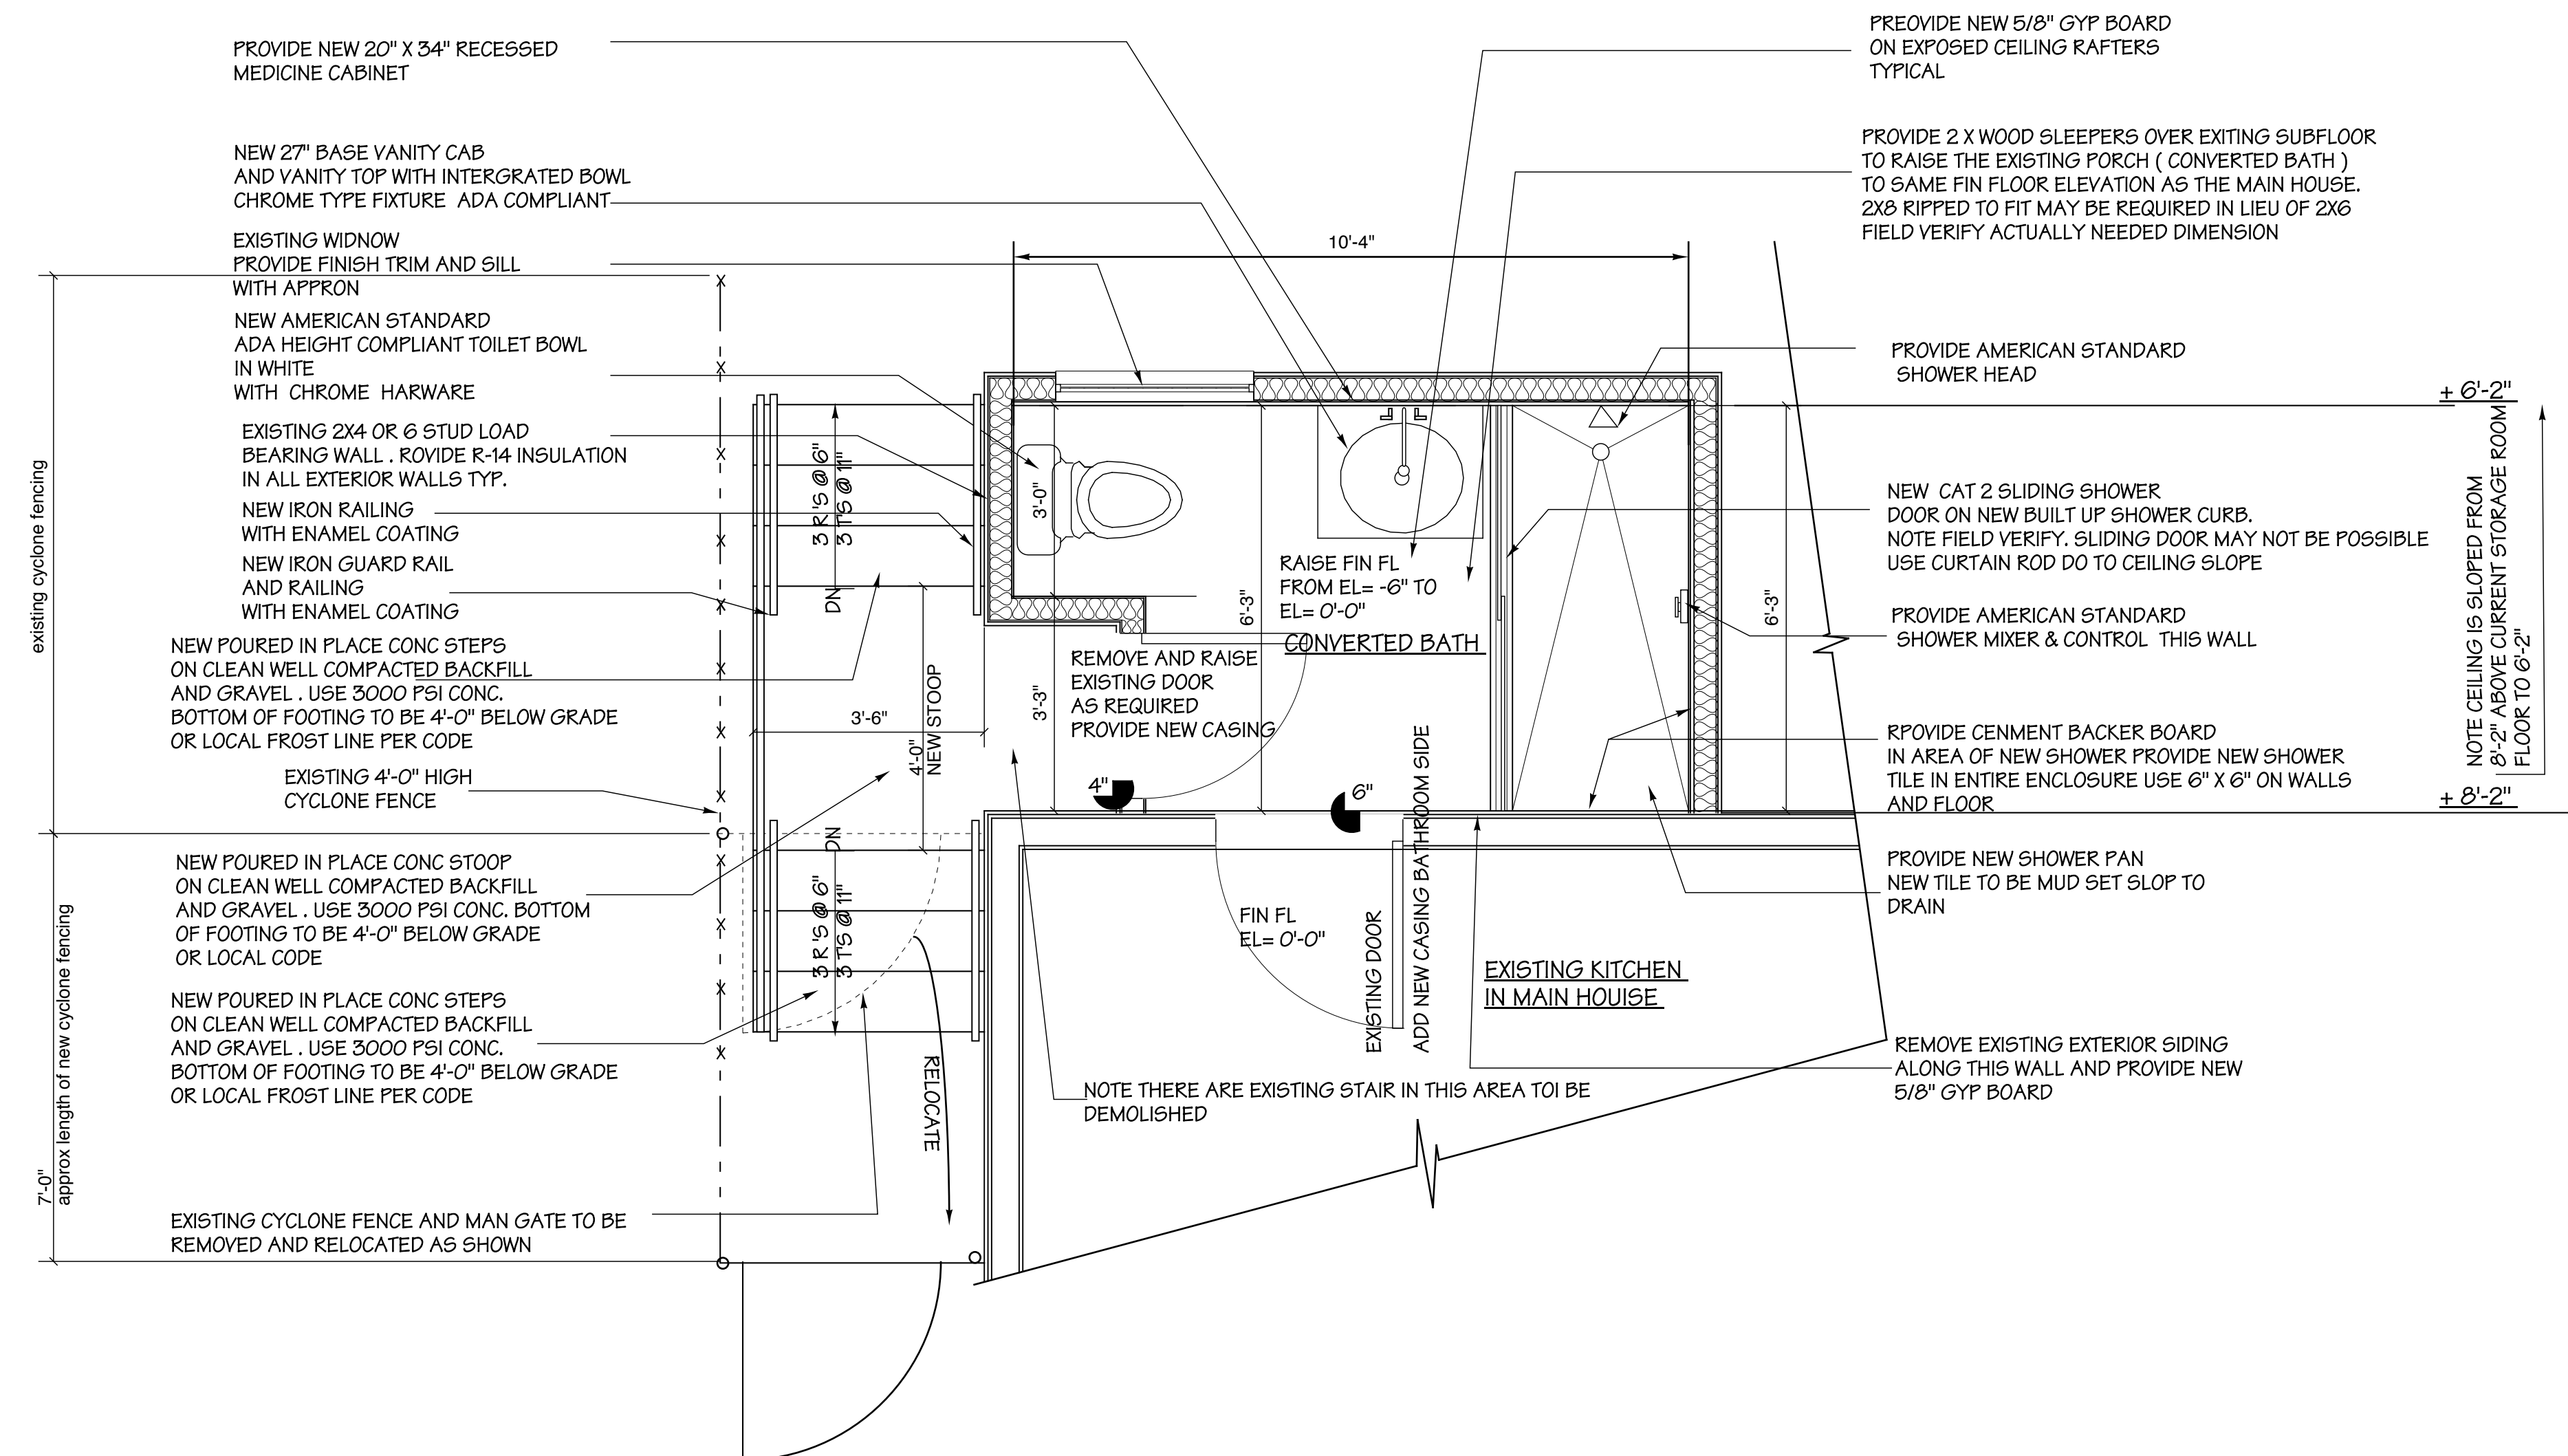 PROVIDE NEW 20" X 34" RECESSED
MEDICINE CABINET
NEW 27" BASE VANITY CAB
AND VANITY TOP WITH INTERGRATED BOWL
CHROME TYPE FIXTURE ADA COMPLIANT
EXISTING WIDNOW
PROVIDE FINISH TRIM AND SILL
WITH APPRON
NEW AMERICAN STANDARD
ADA HEIGHT COMPLIANT TOILET BOWL
IN WHITE
WITH CHROME HARWARE
EXISTING 2X4 OR 6 STUD LOAD
BEARING WALL . ROVIDE R-14 INSULATION
IN ALL EXTERIOR WALLS TYP.
NEW IRON RAILING
WITH ENAMEL COATING
NEW IRON GUARD RAIL
AND RAILING
WITH ENAMEL COATING
NEW POURED IN PLACE CONC STEPS
ON CLEAN WELL COMPACTED BACKFILL
AND GRAVEL . USE 3000 PSI CONC.
BOTTOM OF FOOTING TO BE 4'-0" BELOW GRADE
OR LOCAL FROST LINE PER CODE
EXISTING 4'-0" HIGH
CYCLONE FENCE
NEW POURED IN PLACE CONC STOOP
ON CLEAN WELL COMPACTED BACKFILL
AND GRAVEL . USE 3000 PSI CONC. BOTTOM
OF FOOTING TO BE 4'-0" BELOW GRADE
OR LOCAL CODE
NEW POURED IN PLACE CONC STEPS
ON CLEAN WELL COMPACTED BACKFILL
AND GRAVEL . USE 3000 PSI CONC.
BOTTOM OF FOOTING TO BE 4'-0" BELOW GRADE
OR LOCAL FROST LINE PER CODE
EXISTING CYCLONE FENCE AND MAN GATE TO BE
REMOVED AND RELOCATED AS SHOWN
existing cyclone fencing
7'-0"
approx length of new cyclone fencing
10'-4"
3 R'S @ 6"
3 T'S @ 11"
DN
3'-0"
3'-6"
4'-0"
NEW STOOP
3'-3"
6'-3"
RAISE FIN FL
FROM EL= -6" TO
EL= 0'-0"
CONVERTED BATH
REMOVE AND RAISE
EXISTING DOOR
AS REQUIRED
PROVIDE NEW CASING
4"
6"
6'-3"
DN
3 R'S @ 6"
3 T'S @ 11"
RELOCATE
FIN FL
EL= 0'-0"
EXISTING DOOR
ADD NEW CASING BATHROOM SIDE
EXISTING KITCHEN
IN MAIN HOUISE
NOTE THERE ARE EXISTING STAIR IN THIS AREA TOI BE
DEMOLISHED
PREOVIDE NEW 5/8" GYP BOARD
ON EXPOSED CEILING RAFTERS
TYPICAL
PROVIDE 2 X WOOD SLEEPERS OVER EXITING SUBFLOOR
TO RAISE THE EXISTING PORCH ( CONVERTED BATH )
TO SAME FIN FLOOR ELEVATION AS THE MAIN HOUSE.
2X8 RIPPED TO FIT MAY BE REQUIRED IN LIEU OF 2X6
FIELD VERIFY ACTUALLY NEEDED DIMENSION
PROVIDE AMERICAN STANDARD
SHOWER HEAD
NEW CAT 2 SLIDING SHOWER
DOOR ON NEW BUILT UP SHOWER CURB.
NOTE FIELD VERIFY. SLIDING DOOR MAY NOT BE POSSIBLE
USE CURTAIN ROD DO TO CEILING SLOPE
PROVIDE AMERICAN STANDARD
SHOWER MIXER & CONTROL THIS WALL
RPOVIDE CENMENT BACKER BOARD
IN AREA OF NEW SHOWER PROVIDE NEW SHOWER
TILE IN ENTIRE ENCLOSURE USE 6" X 6" ON WALLS
AND FLOOR
PROVIDE NEW SHOWER PAN
NEW TILE TO BE MUD SET SLOP TO
DRAIN
REMOVE EXISTING EXTERIOR SIDING
ALONG THIS WALL AND PROVIDE NEW
5/8" GYP BOARD
+ 6'-2"
NOTE CEILING IS SLOPED FROM
8'-2" ABOVE CURRENT STORAGE ROOM
FLOOR TO 6'-2"
+ 8'-2"